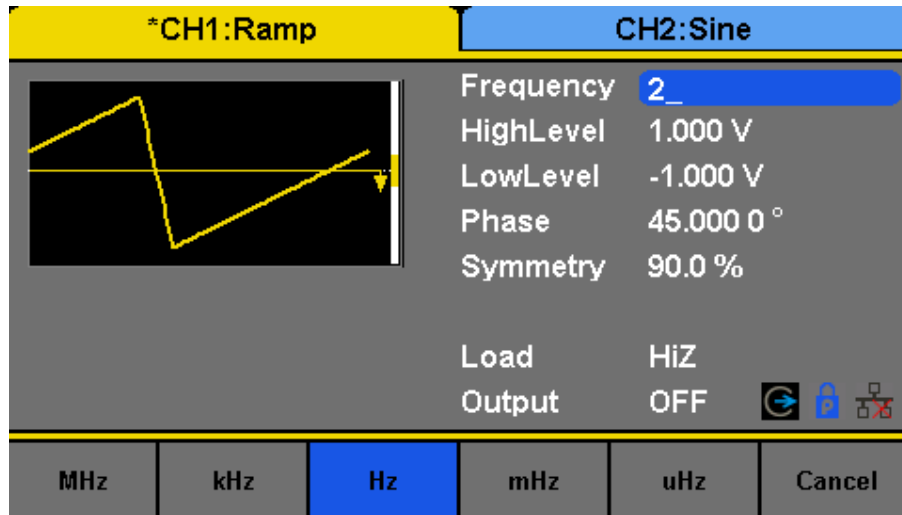 *CH1:Ramp CH2:Sine
Frequency 2_
HighLevel 1.000 V
LowLevel -1.000 V
Phase 45.000 0 °
Symmetry 90.0 %
Load HiZ
Output OFF P
MHz kHz Hz mHz uHz Cancel